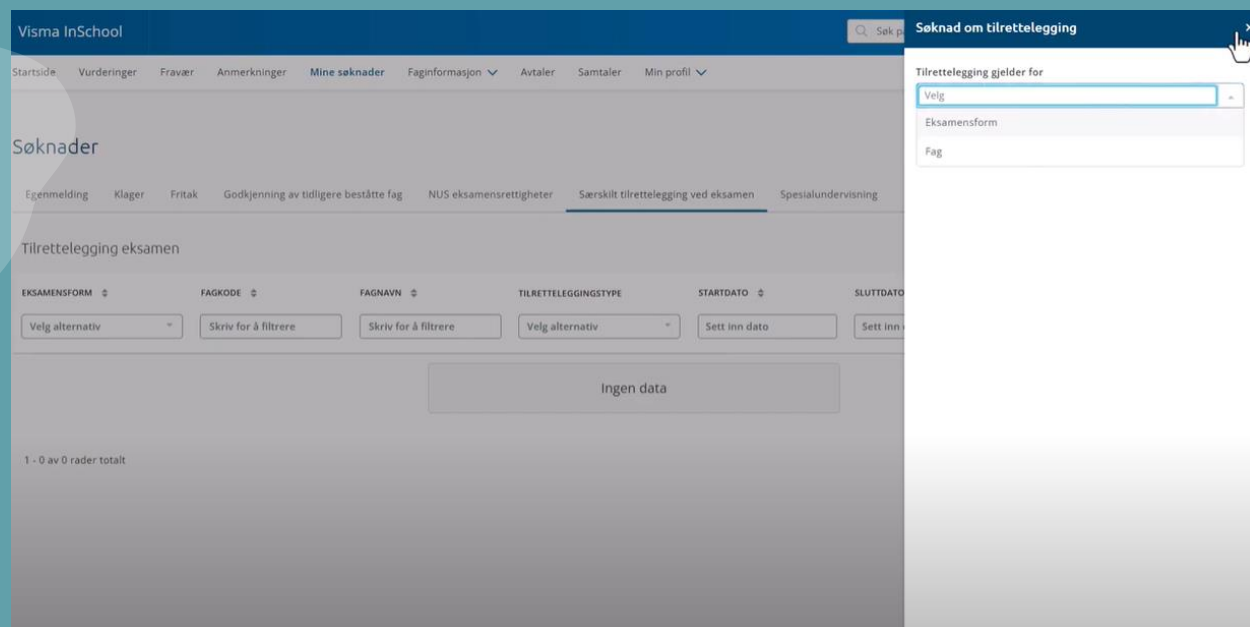 Visma InSchool
Søk p
Søknad om tilrettelegging
Startside Vurderinger Fravær Anmerkninger Mine søknader Faginformasjon Avtaler Samtaler Min profil
Tilrettelegging gjelder for
Velg
Eksamensform
Fag
Søknader
Egenmelding Klager Fritak Godkjenning av tidligere beståtte fag NUS eksamensrettigheter Særskilt tilrettelegging ved eksamen Spesialundervisning
Tilrettelegging eksamen
EKSAMENSFORM FAGKODE FAGNAVN TILRETTELEGGINGSTYPE STARTDATO SLUTTDATO
Velg alternativ Skriv for å filtrere Skriv for å filtrere Velg alternativ Sett inn dato Sett inn
Ingen data
1 - 0 av 0 rader totalt